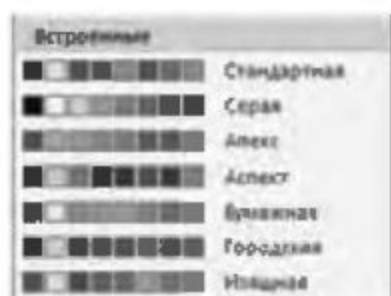 Встроенные
Стандартная
Серая
Апекс
Аспект
Бумажная
Городская
Изящная